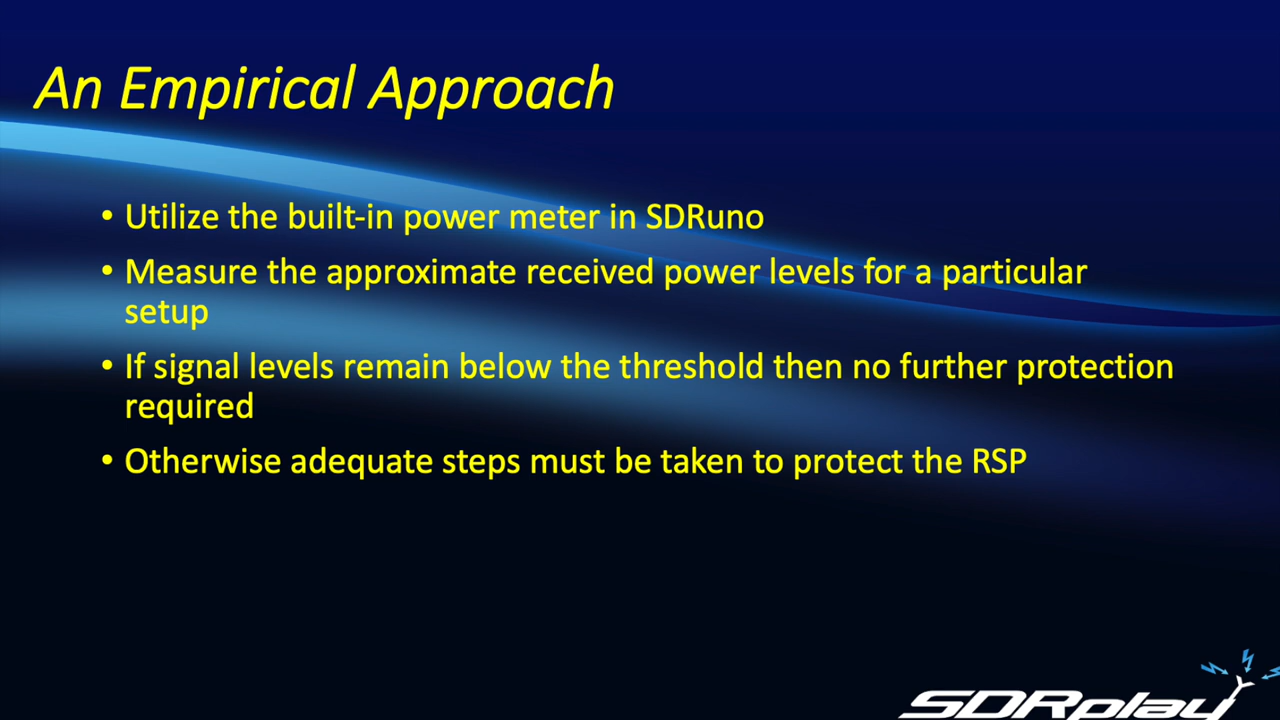 An Empirical Approach
• Utilize the built-in power meter in SDRuno
• Measure the approximate received power levels for a particular
setup
• If signal levels remain below the threshold then no further protection
required
• Otherwise adequate steps must be taken to protect the RSP
SDRplay